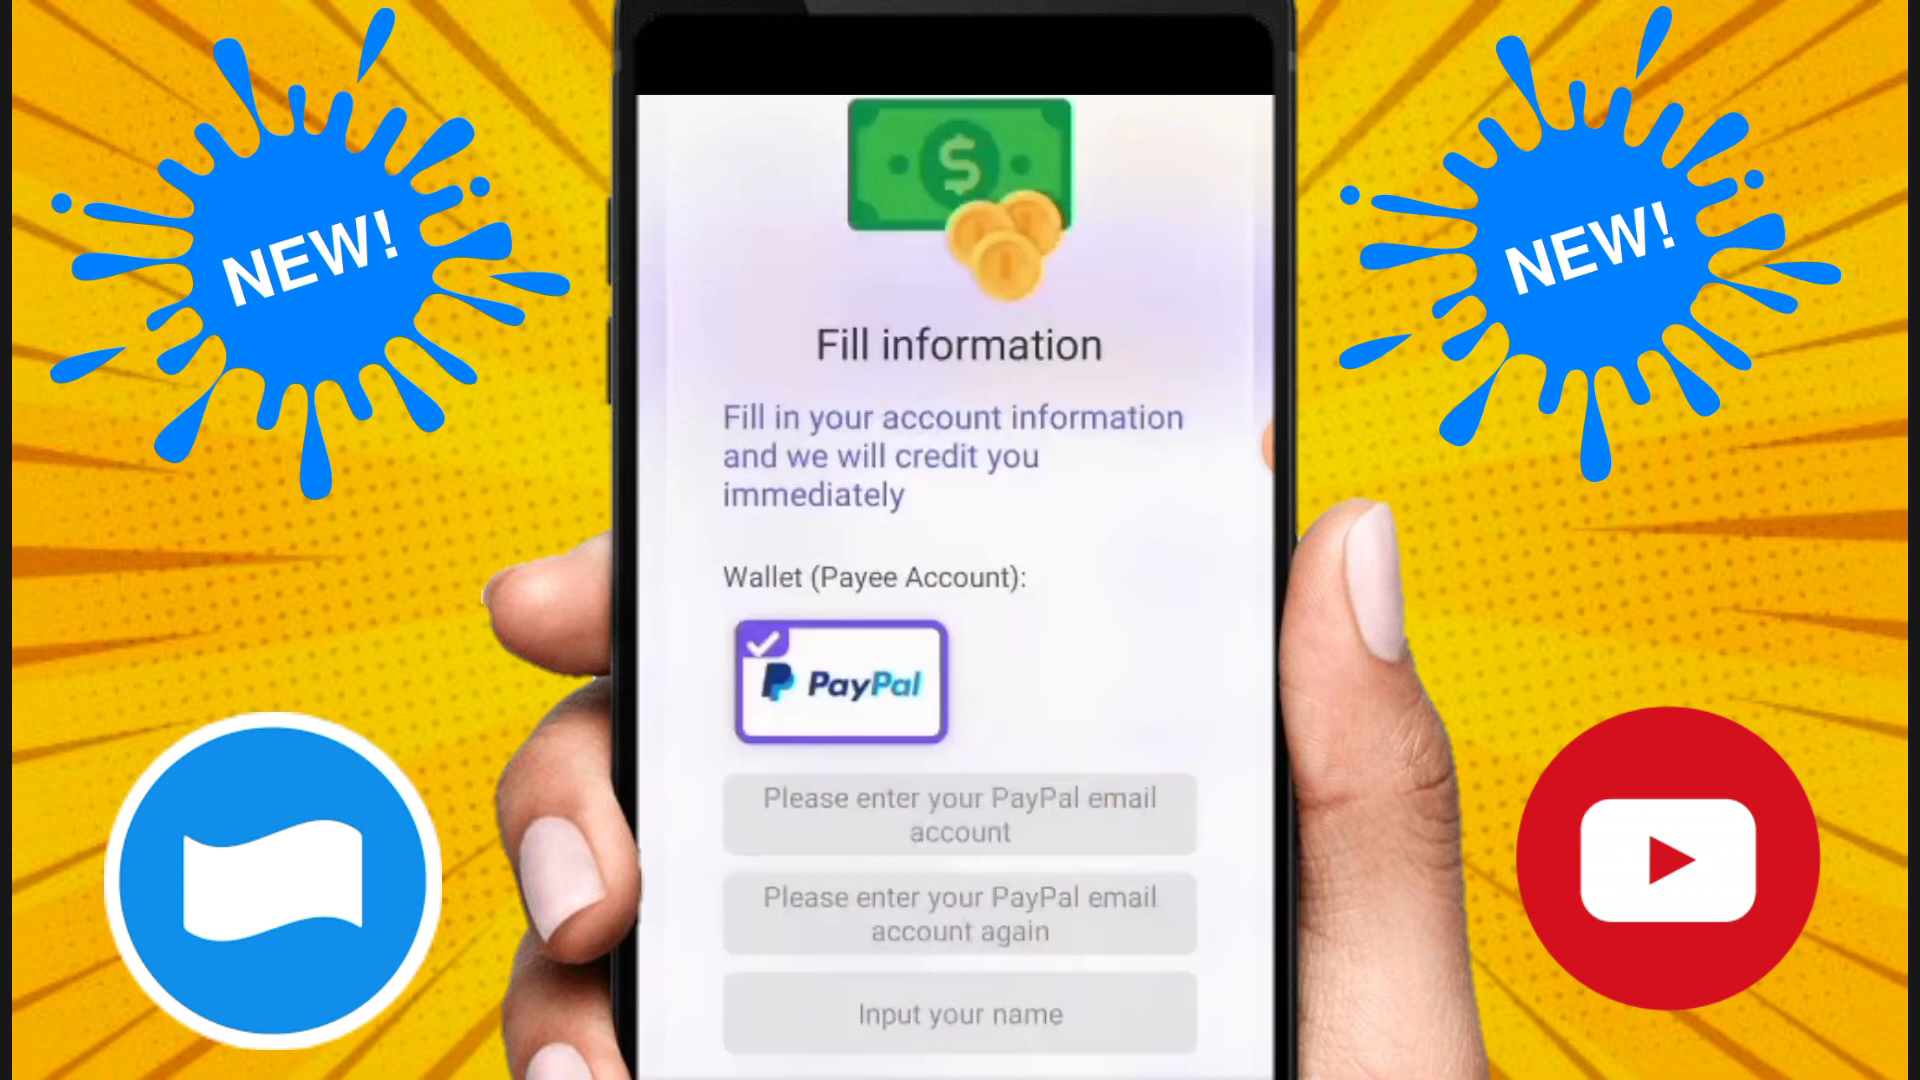 NEW!
NEW!
$
Fill information
Fill in your account information
and we will credit you
immediately
Wallet (Payee Account):
PayPal
Please enter your PayPal email
account
Please enter your PayPal email
account again
Input your name